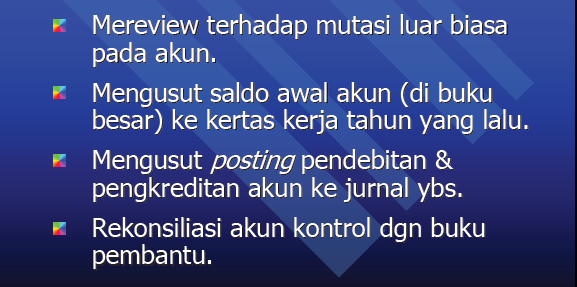 Mereview terhadap mutasi luar biasa
pada akun.
Mengusut saldo awal akun (di buku
besar) ke kertas kerja tahun yang lalu.
Mengusut posting pendebitan &
pengkreditan akun ke jurnal ybs.
Rekonsiliasi akun kontrol dgn buku
pembantu.